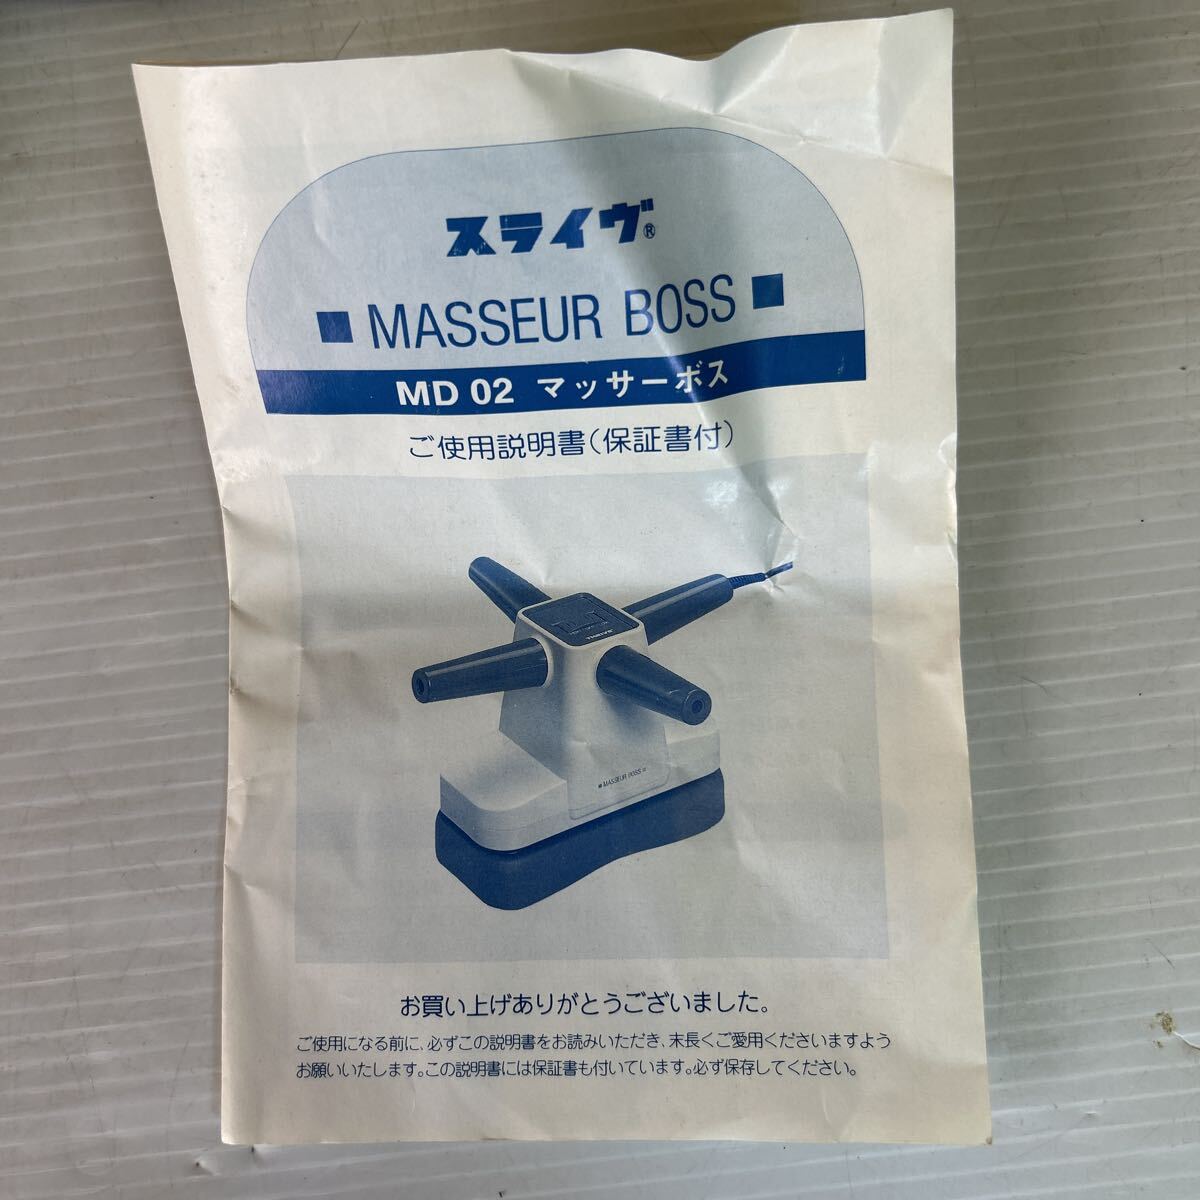 スライヴ®
■ MASSEUR BOSS ■
MD 02 マッサーボス
ご使用説明書(保証書付)
THRIVE
■ MASSEUR BOSS
お買い上げありがとうございました。
ご使用になる前に、必ずこの説明書をお読みいただき、末長くご愛用くださいますよう
お願いいたします。この説明書には保証書も付いています。必ず保存してください。